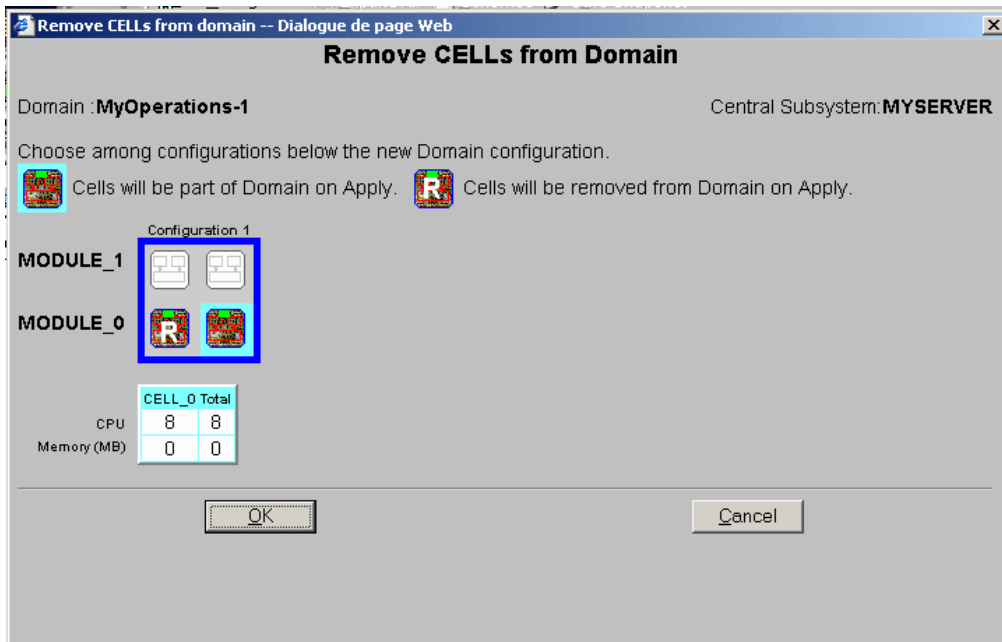 Remove CELLs from domain -- Dialogue de page Web
Remove CELLs from Domain
Domain :MyOperations-1 Central Subsystem:MYSERVER
Choose among configurations below the new Domain configuration.
Cells will be part of Domain on Apply. R Cells will be removed from Domain on Apply.
Configuration 1
MODULE_1
MODULE_0 R
CELL_0 Total
CPU 8 8
Memory (MB) 0 0
OK Cancel